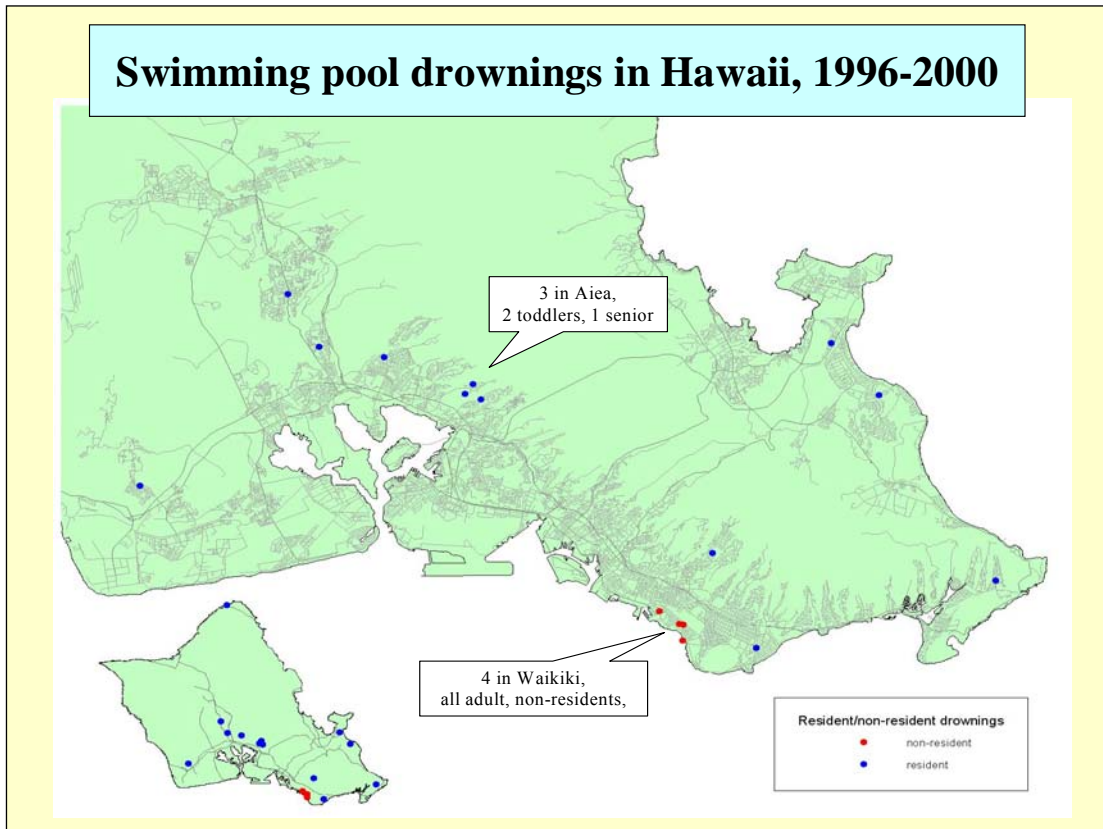 Swimming pool drownings in Hawaii, 1996-2000
3 in Aiea,
2 toddlers, 1 senior
4 in Waikiki,
all adult, non-residents,
Resident/non-resident drownings
non-resident
resident